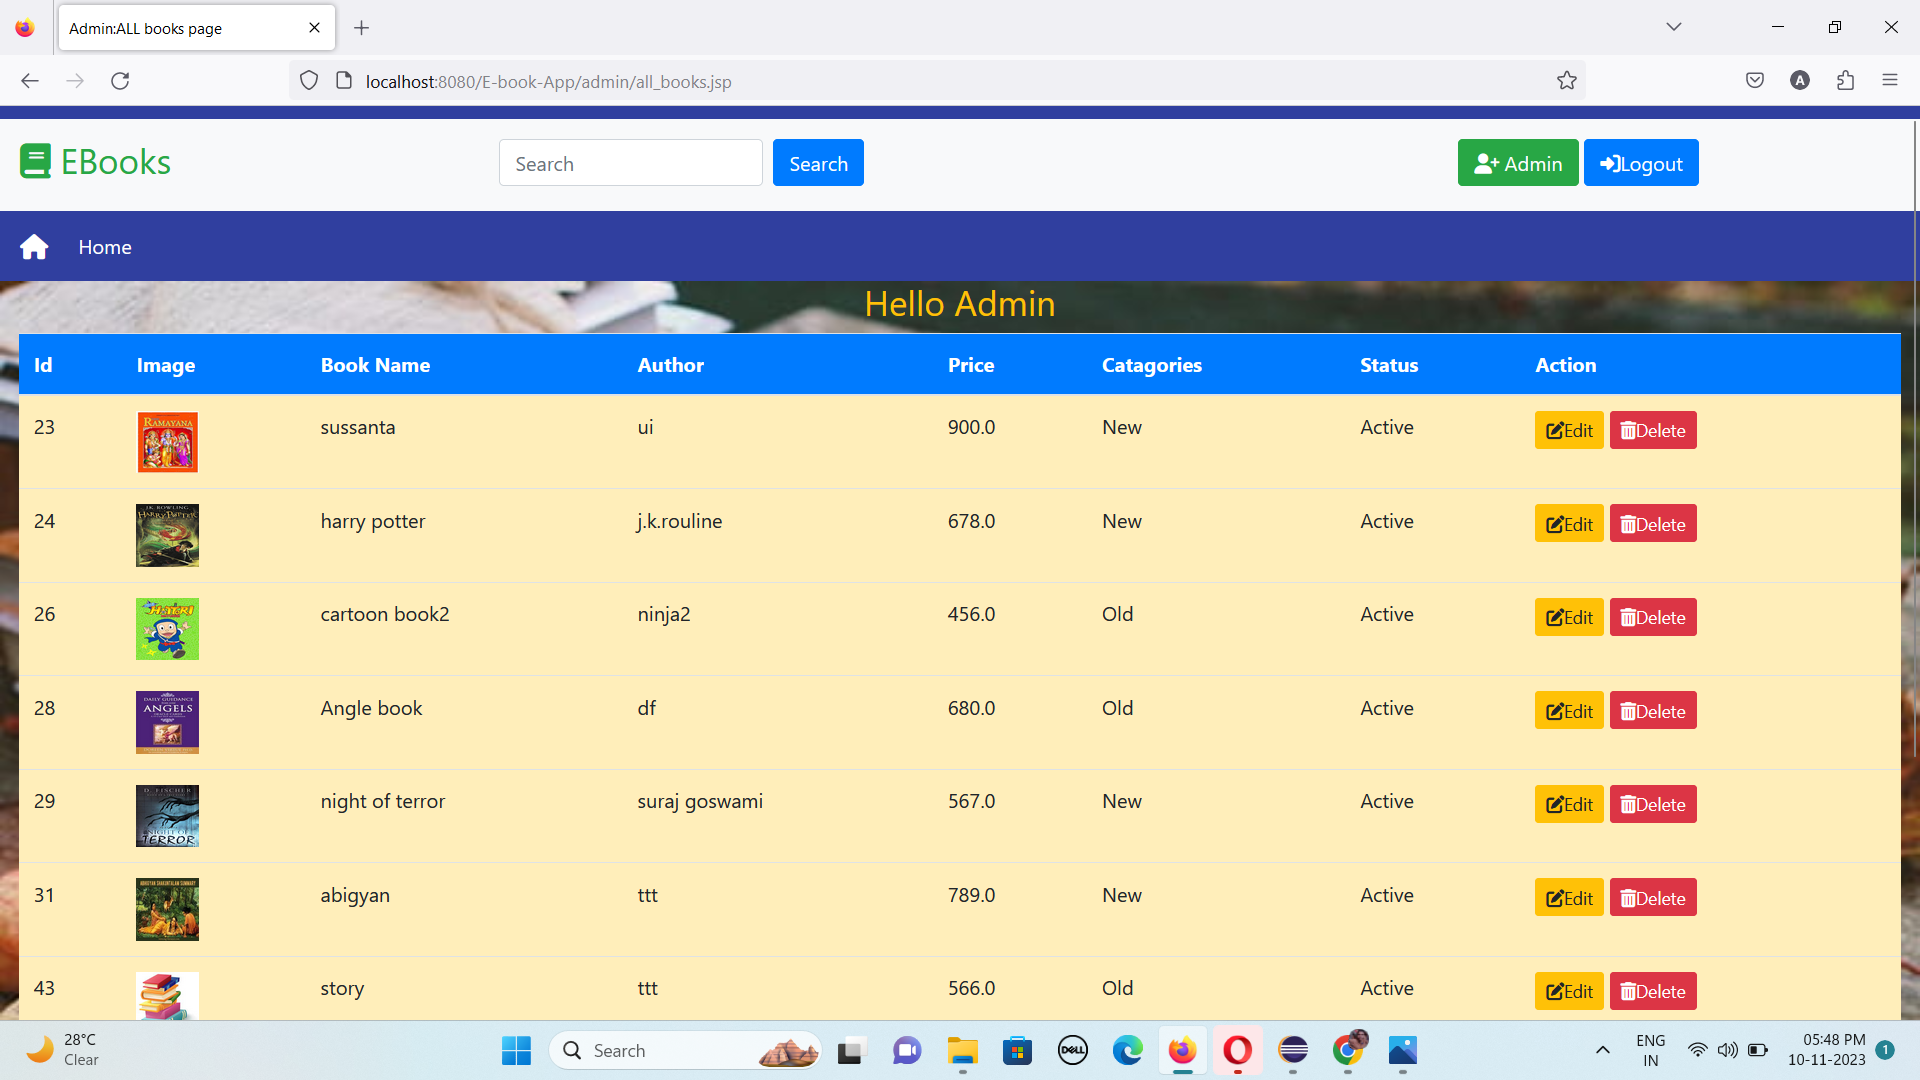 Admin:ALL books page
localhost:8080/E-book-App/admin/all_books.jsp
A
EBooks
Search
Search
Admin
Logout
Home
Hello Admin
Id Image Book Name Author Price Catagories Status Action
23 RAMAYANA sussanta ui 900.0 New Active Edit Delete
24 J.K. ROWLING HARRY POTTER harry potter j.k.rouline 678.0 New Active Edit Delete
26 cartoon book2 ninja2 456.0 Old Active Edit Delete
28 DAILY GUIDANCE ANGELS Angle book df 680.0 Old Active Edit Delete
29 D. FISCHER NIGHT OF TERROR night of terror suraj goswami 567.0 New Active Edit Delete
31 ABHIGYAN SHAKUNTALAM SUMMARY abigyan ttt 789.0 New Active Edit Delete
43 story ttt 566.0 Old Active Edit Delete
28°C
Clear
Search
DELL
ENG
IN
05:48 PM
10-11-2023
1